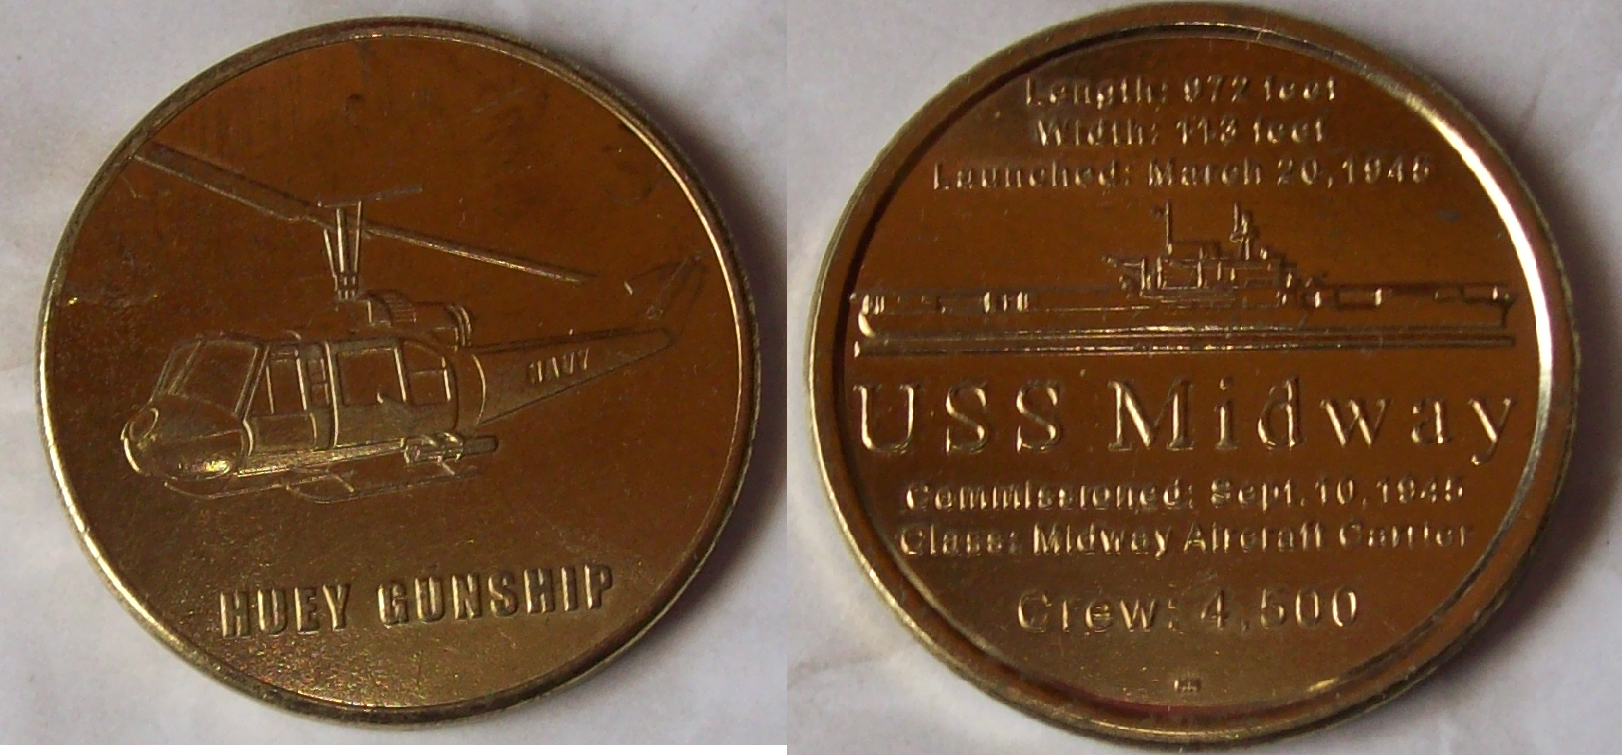 NAVY
HUEY GUNSHIP
Length: 972 feet
Width: 113 feet
Launched: March 20, 1945
USS Midway
Commissioned: Sept. 10, 1945
Class: Midway Aircraft Carrier
Crew: 4,500